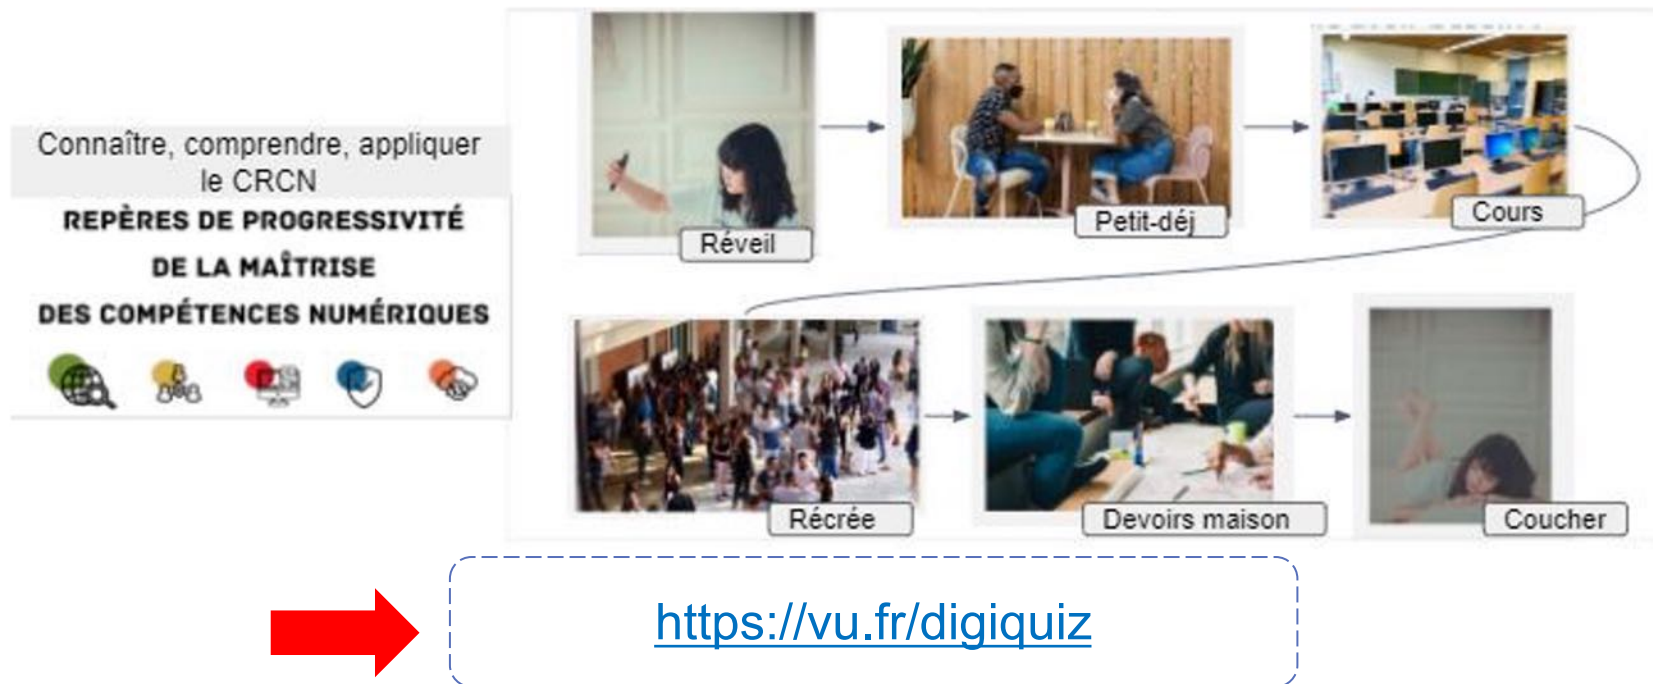 Connaître, comprendre, appliquer
le CRCN
REPÈRES DE PROGRESSIVITÉ
DE LA MAÎTRISE
DES COMPÉTENCES NUMÉRIQUES
Réveil
Petit-déj
Cours
Récrée
Devoirs maison
Coucher
https://vu.fr/digiquiz